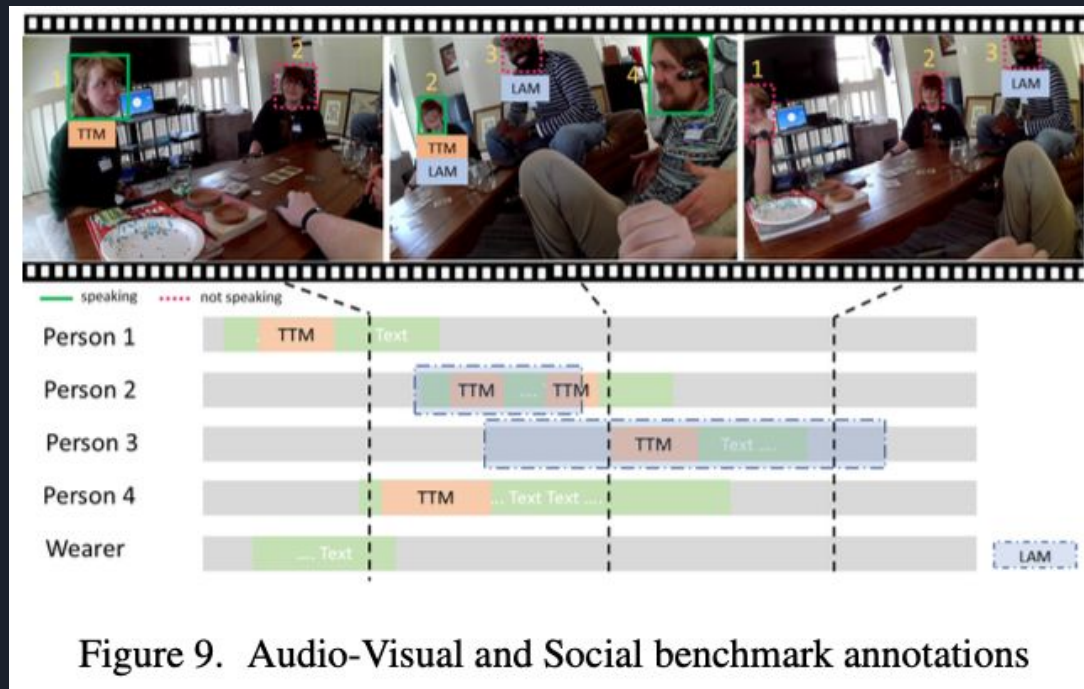 1
TTM
2
2
TTM
LAM
3
LAM
4
1
2
3
LAM
speaking
not speaking
Person 1
TTM
Text
Person 2
TTM
...
TTM
Person 3
TTM
Text ....
Person 4
TTM
... Text Text ....
Wearer
.... Text
LAM
Figure 9. Audio-Visual and Social benchmark annotations